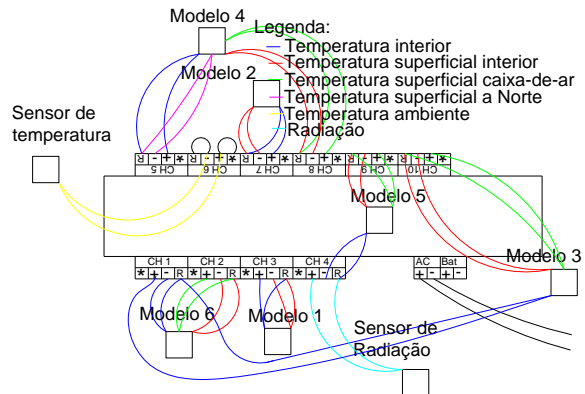 Modelo 4
Legenda:
Temperatura interior
Temperatura superficial interior
Temperatura superficial caixa-de-ar
Temperatura superficial a Norte
Temperatura ambiente
Radiação
Modelo 2
Sensor de
temperatura
R - + * R - + * R - + * R - + * R - + * R - + *
CH 5 CH 6 CH 7 CH 8 CH 9 CH 10
Modelo 5
Modelo 3
CH 1 CH 2 CH 3 CH 4 AC Bat
* + - R * + - R * + - R * + - R + - + -
Modelo 6
Modelo 1
Sensor de
Radiação